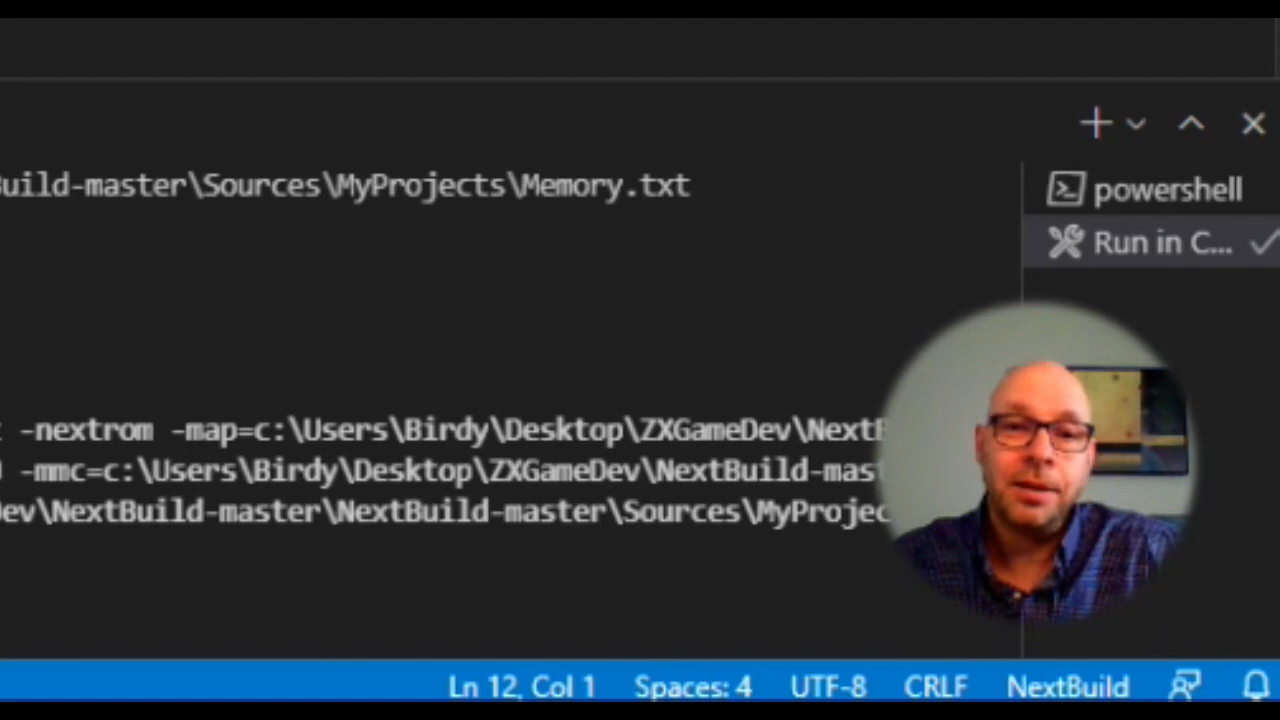 uild-master\Sources\MyProjects\Memory.txt
powershell
Run in C...
-nextrom -map=c:\Users\Birdy\Desktop\ZXGameDev\NextB
-mmc=c:\Users\Birdy\Desktop\ZXGameDev\NextBuild-mast
ev\NextBuild-master\NextBuild-master\Sources\MyProjec
Ln 12, Col 1 Spaces: 4 UTF-8 CRLF NextBuild